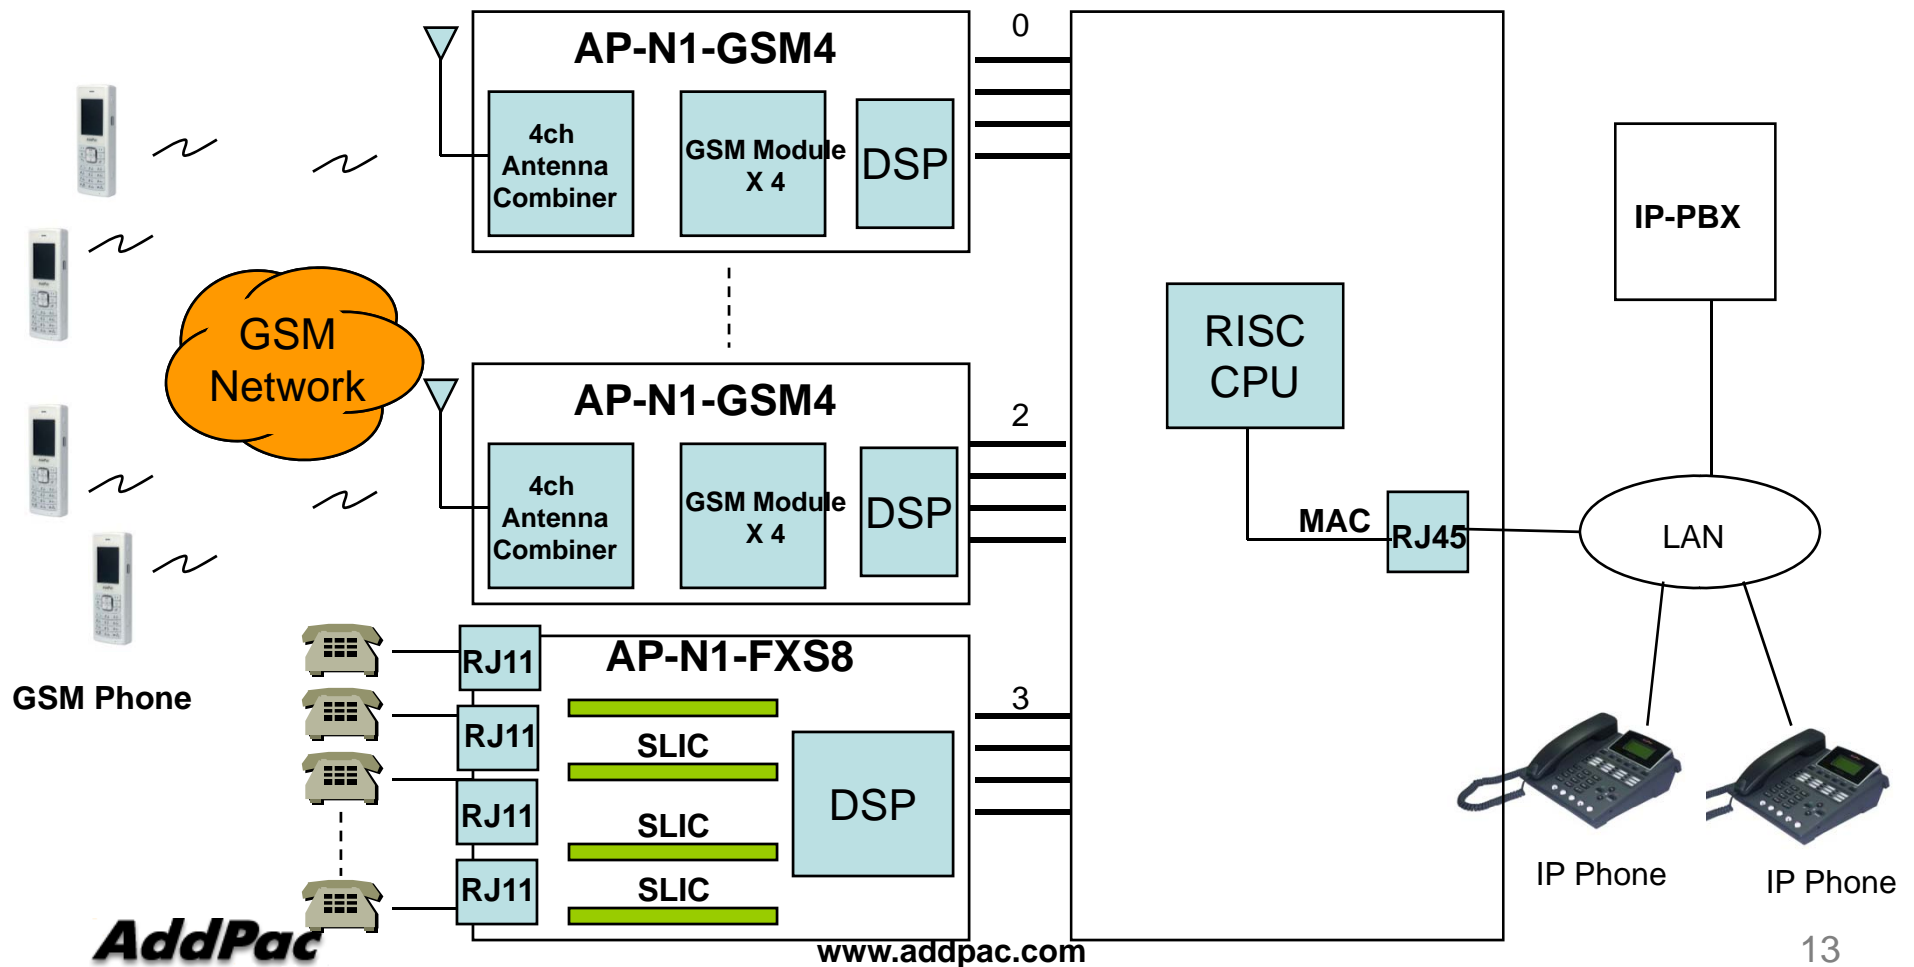 AP-N1-GSM4
0
4ch
Antenna
Combiner
GSM Module
X 4
DSP
IP-PBX
GSM
Network
RISC
CPU
AP-N1-GSM4
2
4ch
Antenna
Combiner
GSM Module
X 4
DSP
MAC
RJ45
LAN
GSM Phone
RJ11
AP-N1-FXS8
3
RJ11
SLIC
RJ11
SLIC
DSP
RJ11
SLIC
IP Phone
IP Phone
AddPac
www.addpac.com
13